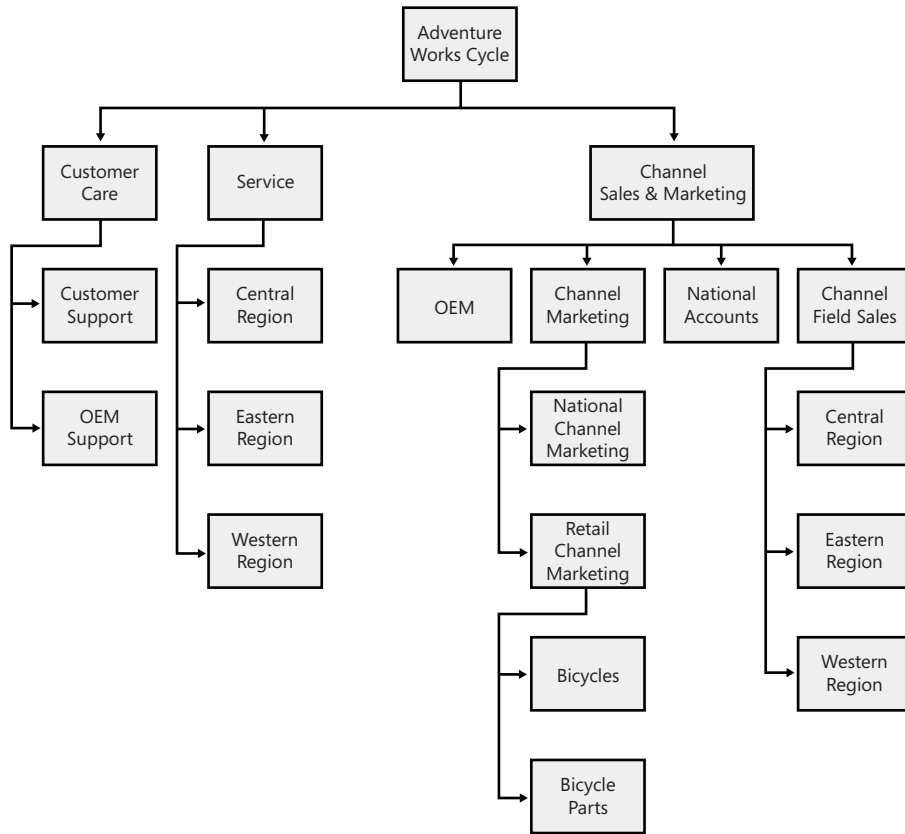 Adventure
Works Cycle
Customer
Care
Service
Channel
Sales & Marketing
Customer
Support
Central
Region
OEM
Channel
Marketing
National
Accounts
Channel
Field Sales
OEM
Support
Eastern
Region
National
Channel
Marketing
Central
Region
Western
Region
Retail
Channel
Marketing
Eastern
Region
Bicycles
Western
Region
Bicycle
Parts